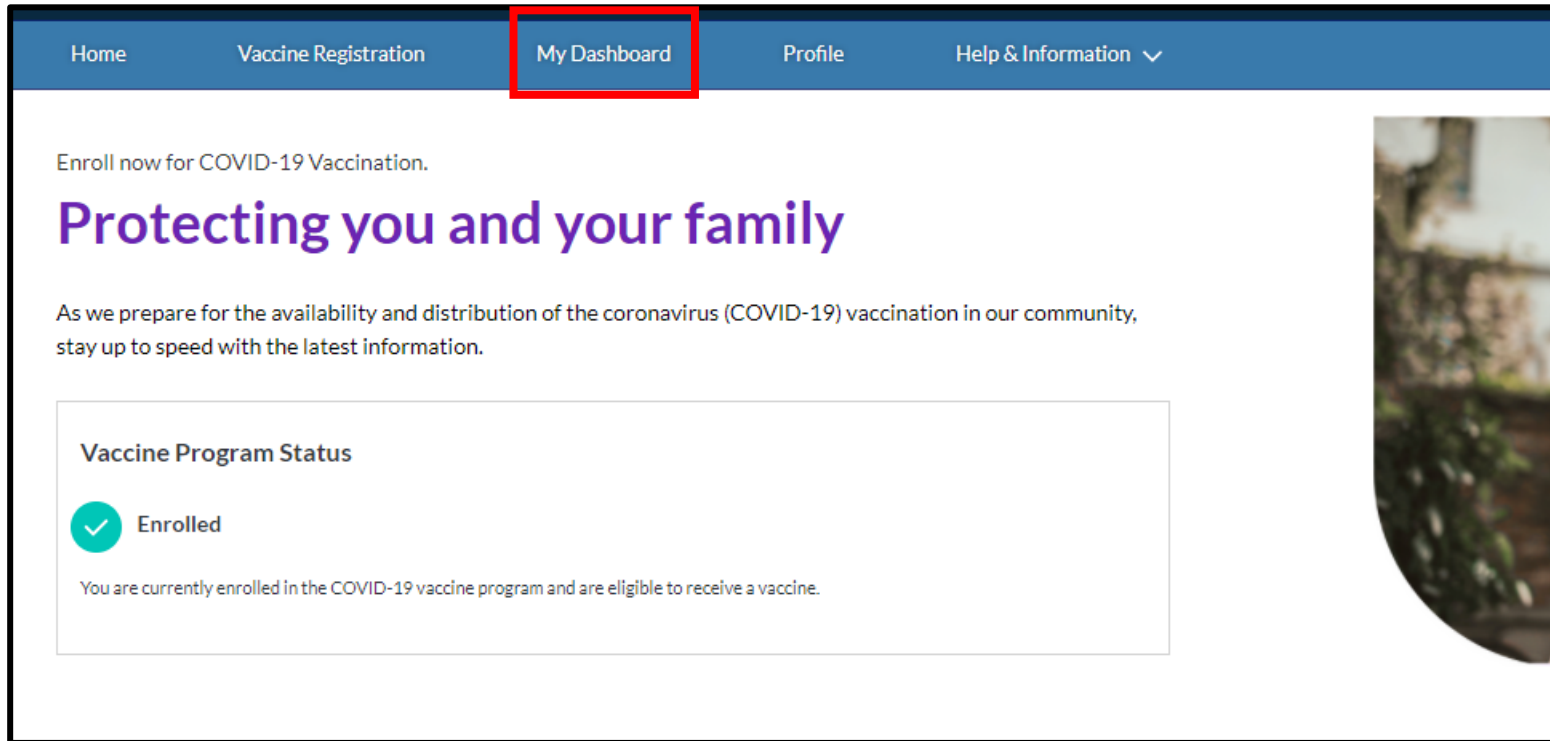 Home Vaccine Registration My Dashboard Profile Help & Information
Enroll now for COVID-19 Vaccination.
Protecting you and your family
As we prepare for the availability and distribution of the coronavirus (COVID-19) vaccination in our community,
stay up to speed with the latest information.
Vaccine Program Status
Enrolled
You are currently enrolled in the COVID-19 vaccine program and are eligible to receive a vaccine.